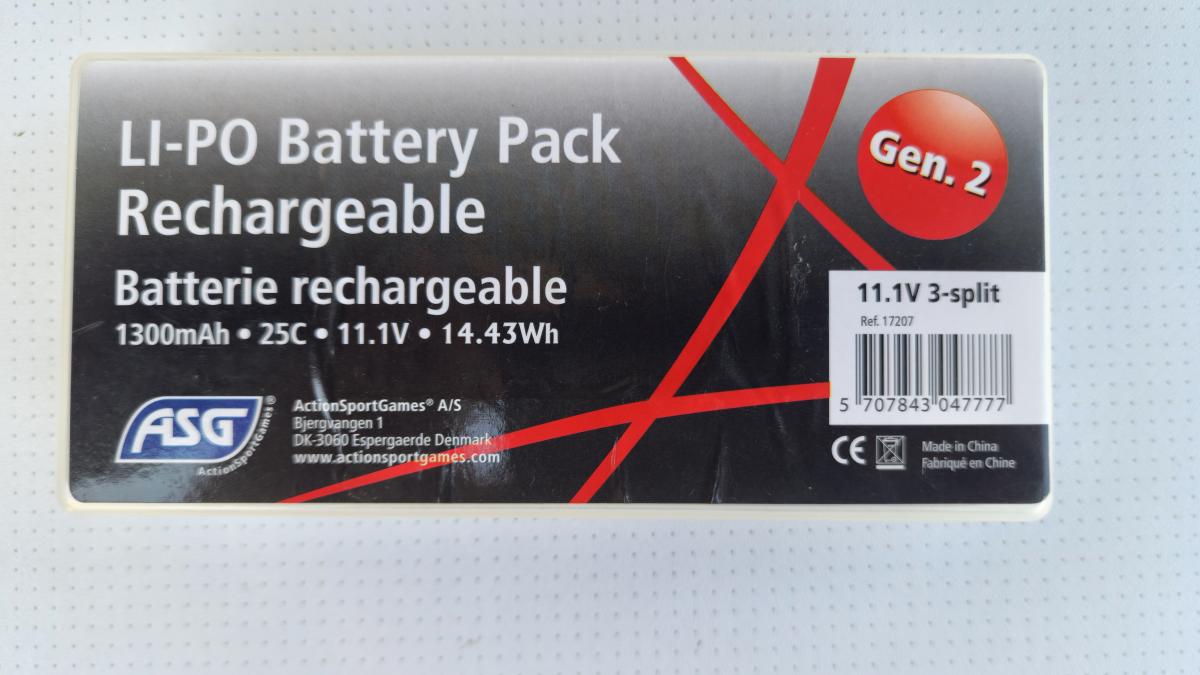 LI-PO Battery Pack
Rechargeable
Batterie rechargeable
1300mAh • 25C • 11.1V • 14.43Wh
Gen. 2
11.1V 3-split
Ref. 17207
5 707843 047777
ASG®
ActionSportGames
ActionSportGames® A/S
Bjergvangen 1
DK-3060 Espergaerde Denmark
www.actionsportgames.com
CE
Made in China
Fabriqué en Chine